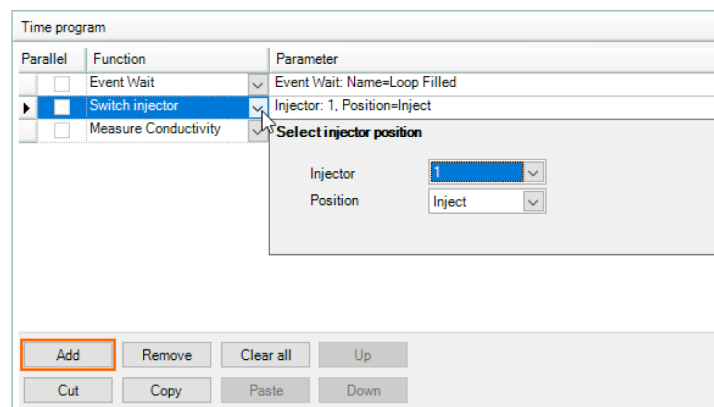 Time program
Parallel Function Parameter
Event Wait Event Wait: Name=Loop Filled
Switch injector Injector: 1, Position=Inject
Measure Conductivity
Select injector position
Injector 1
Position Inject
Add Remove Clear all Up
Cut Copy Paste Down